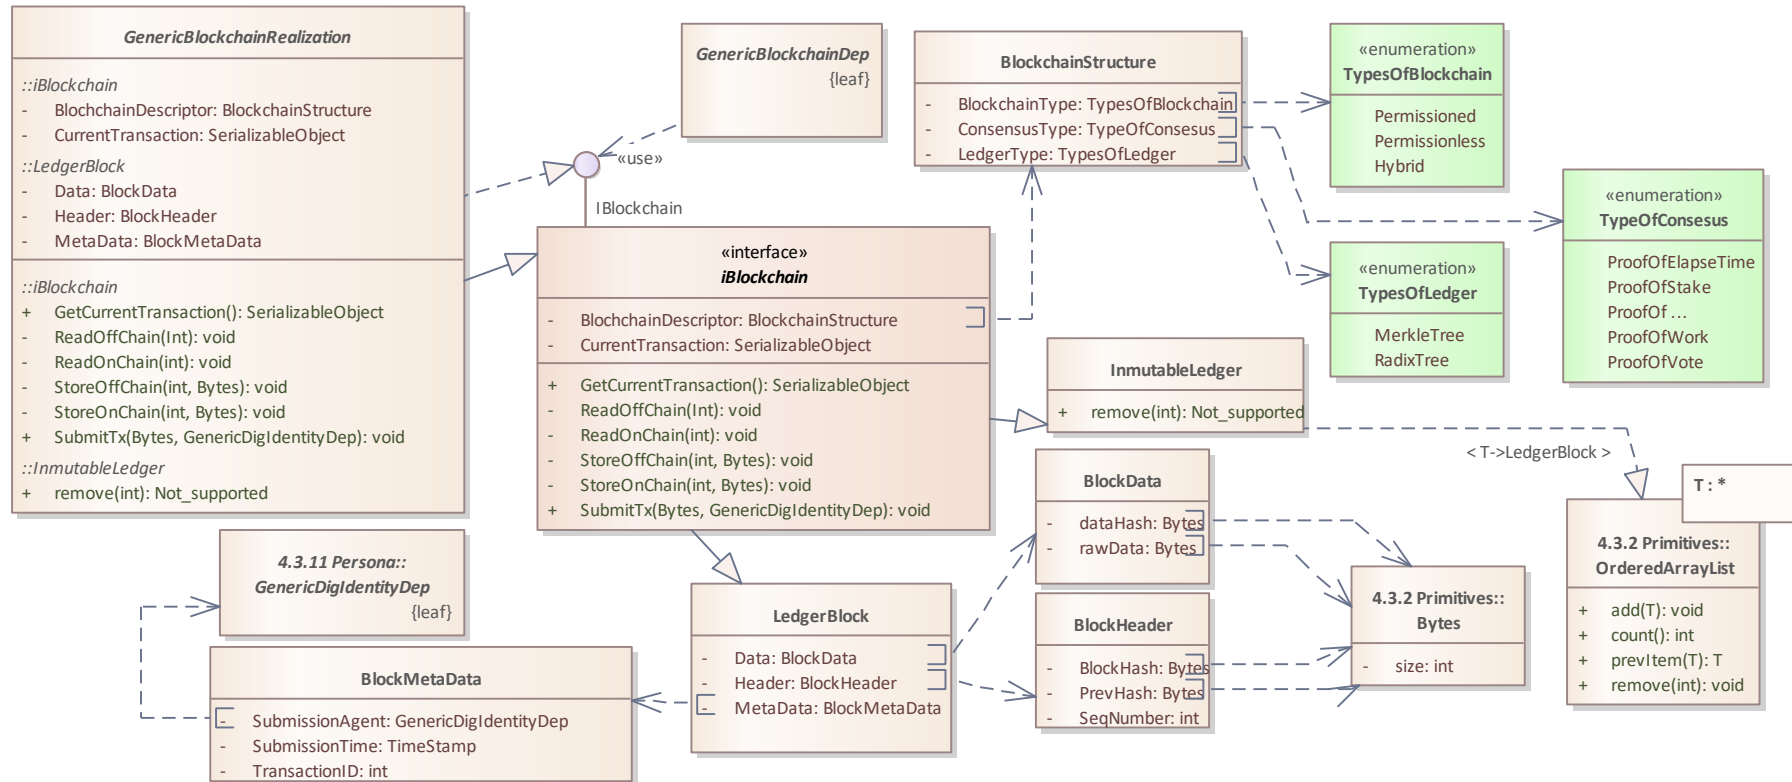 GenericBlockchainRealization
::iBlockchain
- BlochchainDescriptor: BlockchainStructure
- CurrentTransaction: SerializableObject
::LedgerBlock
- Data: BlockData
- Header: BlockHeader
- MetaData: BlockMetaData
::iBlockchain
+ GetCurrentTransaction(): SerializableObject
- ReadOffChain(Int): void
- ReadOnChain(int): void
- StoreOffChain(int, Bytes): void
- StoreOnChain(int, Bytes): void
+ SubmitTx(Bytes, GenericDigIdentityDep): void
::InmutableLedger
+ remove(int): Not_supported
GenericBlockchainDep
{leaf}
«use»
IBlockchain
«interface»
iBlockchain
- BlochchainDescriptor: BlockchainStructure
- CurrentTransaction: SerializableObject
+ GetCurrentTransaction(): SerializableObject
- ReadOffChain(Int): void
- ReadOnChain(int): void
- StoreOffChain(int, Bytes): void
- StoreOnChain(int, Bytes): void
+ SubmitTx(Bytes, GenericDigIdentityDep): void
BlockchainStructure
- BlockchainType: TypesOfBlockchain
- ConsensusType: TypeOfConsesus
- LedgerType: TypesOfLedger
«enumeration»
TypesOfBlockchain
Permissioned
Permissionless
Hybrid
«enumeration»
TypeOfConsesus
ProofOfElapseTime
ProofOfStake
ProofOf ...
ProofOfWork
ProofOfVote
«enumeration»
TypesOfLedger
MerkleTree
RadixTree
InmutableLedger
+ remove(int): Not_supported
< T->LedgerBlock >
T : *
4.3.2 Primitives::
OrderedArrayList
+ add(T): void
+ count(): int
+ prevItem(T): T
+ remove(int): void
BlockData
- dataHash: Bytes
- rawData: Bytes
4.3.2 Primitives::
Bytes
- size: int
BlockHeader
- BlockHash: Bytes
- PrevHash: Bytes
- SeqNumber: int
LedgerBlock
- Data: BlockData
- Header: BlockHeader
- MetaData: BlockMetaData
4.3.11 Persona::
GenericDigIdentityDep
{leaf}
BlockMetaData
- SubmissionAgent: GenericDigIdentityDep
- SubmissionTime: TimeStamp
- TransactionID: int